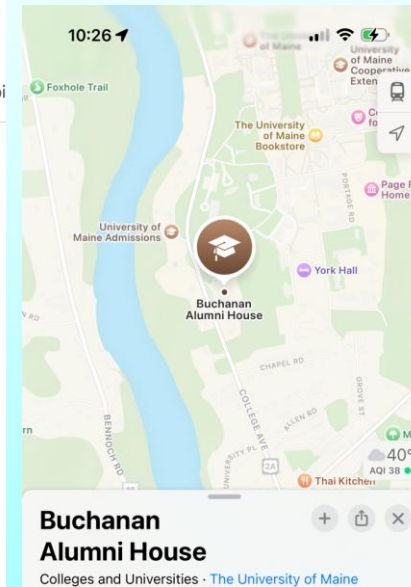 10:26
of Maine
University
of Maine
Cooperative
Exten
Foxhole Trail
The University
of Maine
Bookstore
Page F
Home
PORTAGE RD
University of
Maine Admissions
York Hall
Buchanan
Alumni House
CHAPEL RD
GROVE ST
COLLEGE AVE
ALLEN RD
BENNOCH RD
UNIVERSITY PL
2A
M
40°
AQI 38
Thai Kitchen
Buchanan
Alumni House
Colleges and Universities · The University of Maine